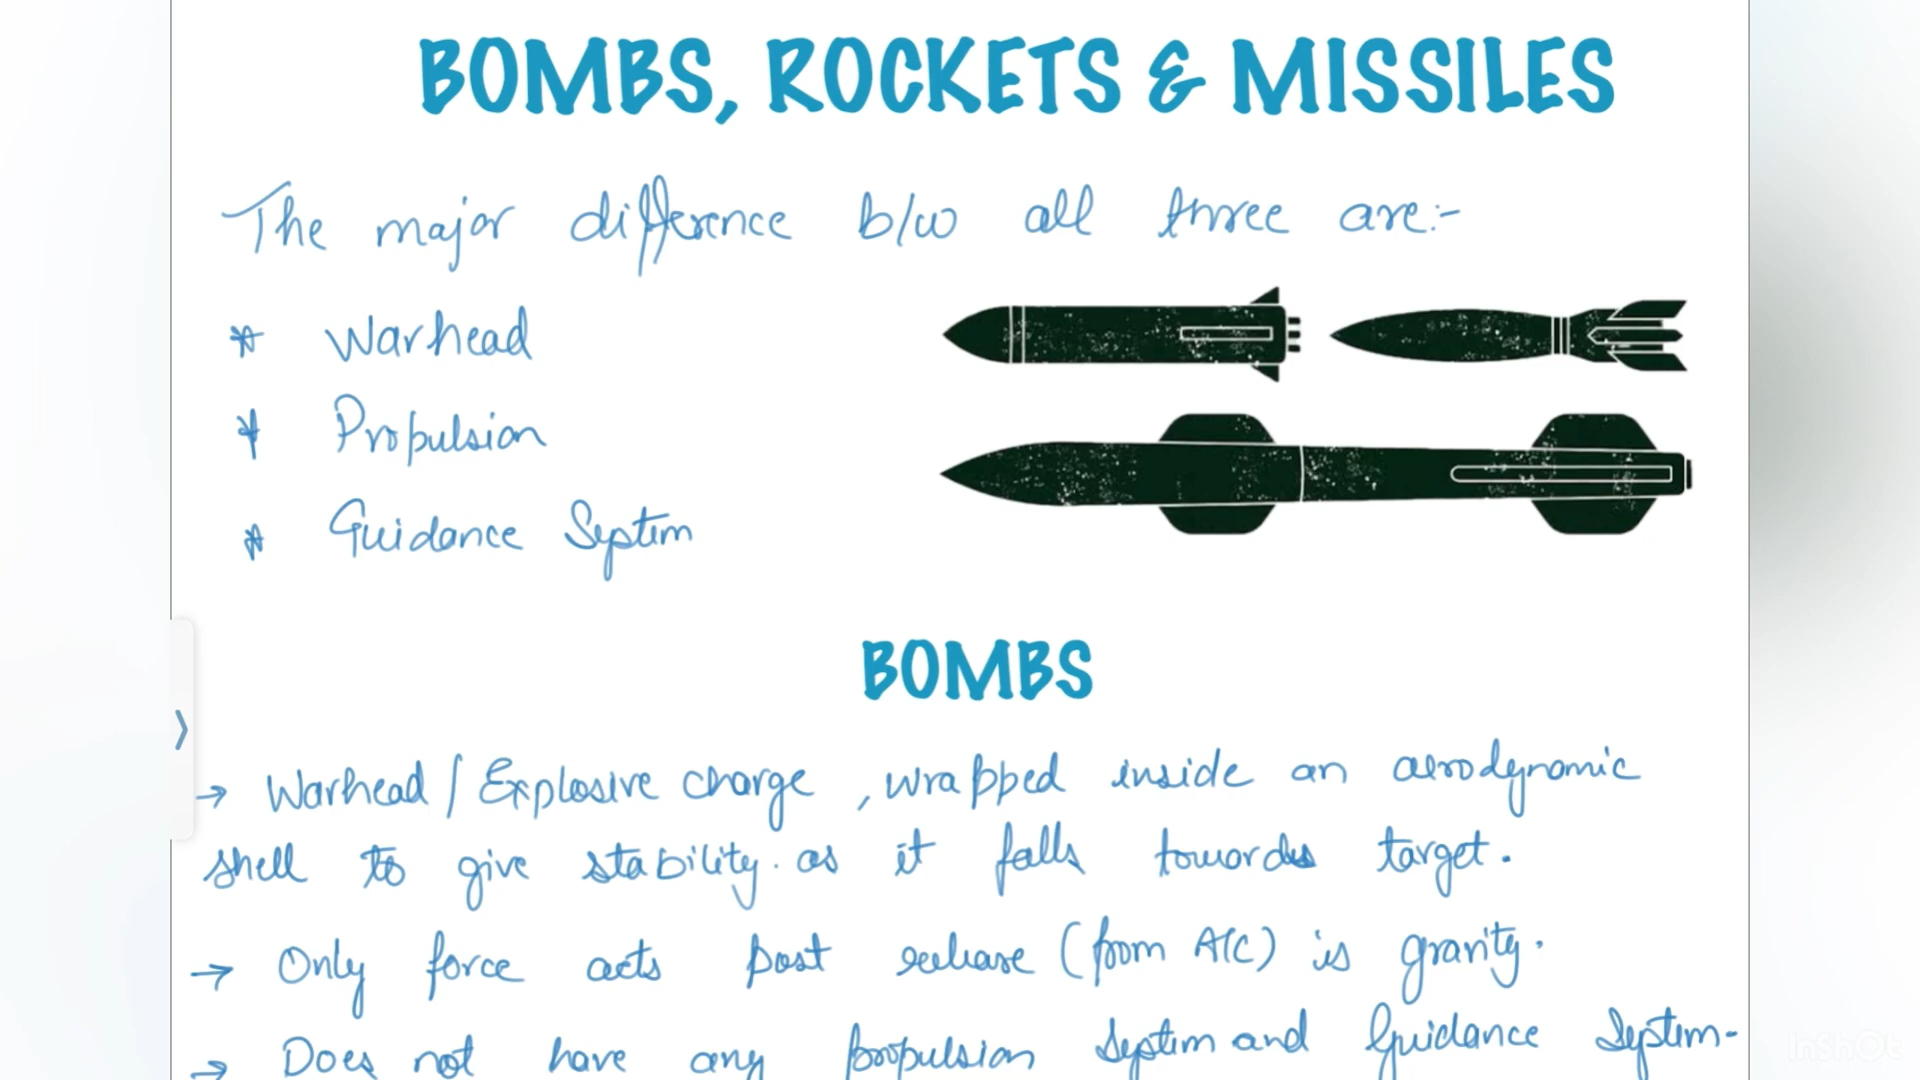 BOMBS, ROCKETS & MISSILES
The major difference b/w all three are:-
* Warhead
* Propulsion
* Guidance System
BOMBS
→ Warhead / Explosive charge, wrapped inside an aerodynamic
shell to give stability. as it falls towards target.
→ Only force acts post release (from A/C) is gravity.
→ Does not have any propulsion system and Guidance System-
InShOt